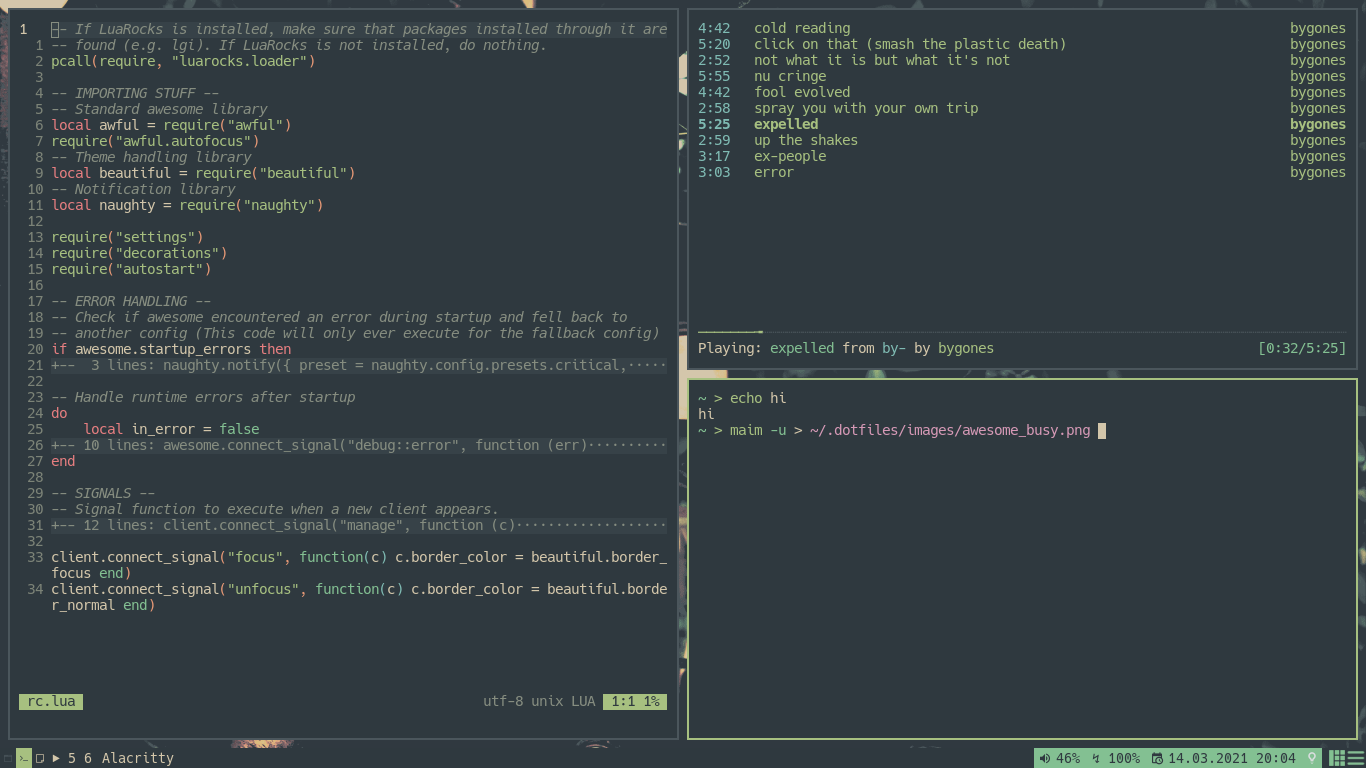 1 -- If LuaRocks is installed, make sure that packages installed through it are
1 -- found (e.g. lgi). If LuaRocks is not installed, do nothing.
2 pcall(require, "luarocks.loader")
3
4 -- IMPORTING STUFF --
5 -- Standard awesome library
6 local awful = require("awful")
7 require("awful.autofocus")
8 -- Theme handling library
9 local beautiful = require("beautiful")
10 -- Notification library
11 local naughty = require("naughty")
12
13 require("settings")
14 require("decorations")
15 require("autostart")
16
17 -- ERROR HANDLING --
18 -- Check if awesome encountered an error during startup and fell back to
19 -- another config (This code will only ever execute for the fallback config)
20 if awesome.startup_errors then
21 +--  3 lines: naughty.notify({ preset = naughty.config.presets.critical,·····
22
23 -- Handle runtime errors after startup
24 do
25     local in_error = false
26 +-- 10 lines: awesome.connect_signal("debug::error", function (err)··········
27 end
28
29 -- SIGNALS --
30 -- Signal function to execute when a new client appears.
31 +-- 12 lines: client.connect_signal("manage", function (c)···················
32
33 client.connect_signal("focus", function(c) c.border_color = beautiful.border_
focus end)
34 client.connect_signal("unfocus", function(c) c.border_color = beautiful.borde
r_normal end)
rc.lua utf-8 unix LUA 1:1 1%
4:42 cold reading bygones
5:20 click on that (smash the plastic death) bygones
2:52 not what it is but what it's not bygones
5:55 nu cringe bygones
4:42 fool evolved bygones
2:58 spray you with your own trip bygones
5:25 expelled bygones
2:59 up the shakes bygones
3:17 ex-people bygones
3:03 error bygones
Playing: expelled from by- by bygones [0:32/5:25]
~ > echo hi
hi
~ > maim -u > ~/.dotfiles/images/awesome_busy.png
5 6 Alacritty 46% 100% 14.03.2021 20:04